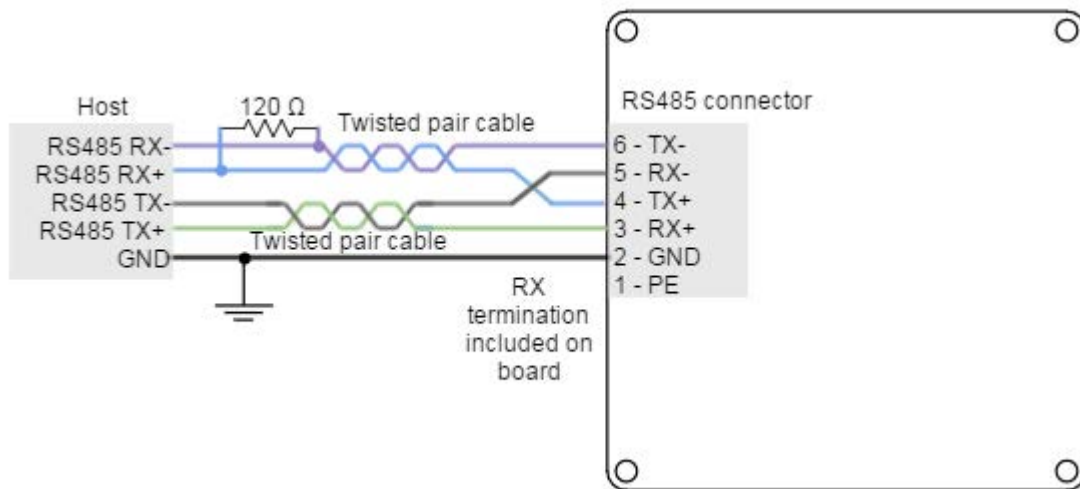 Host
120 Ω
Twisted pair cable
RS485 connector
RS485 RX-
RS485 RX+
RS485 TX-
RS485 TX+
GND
Twisted pair cable
6 - TX-
5 - RX-
4 - TX+
3 - RX+
2 - GND
1 - PE
RX
termination
included on
board